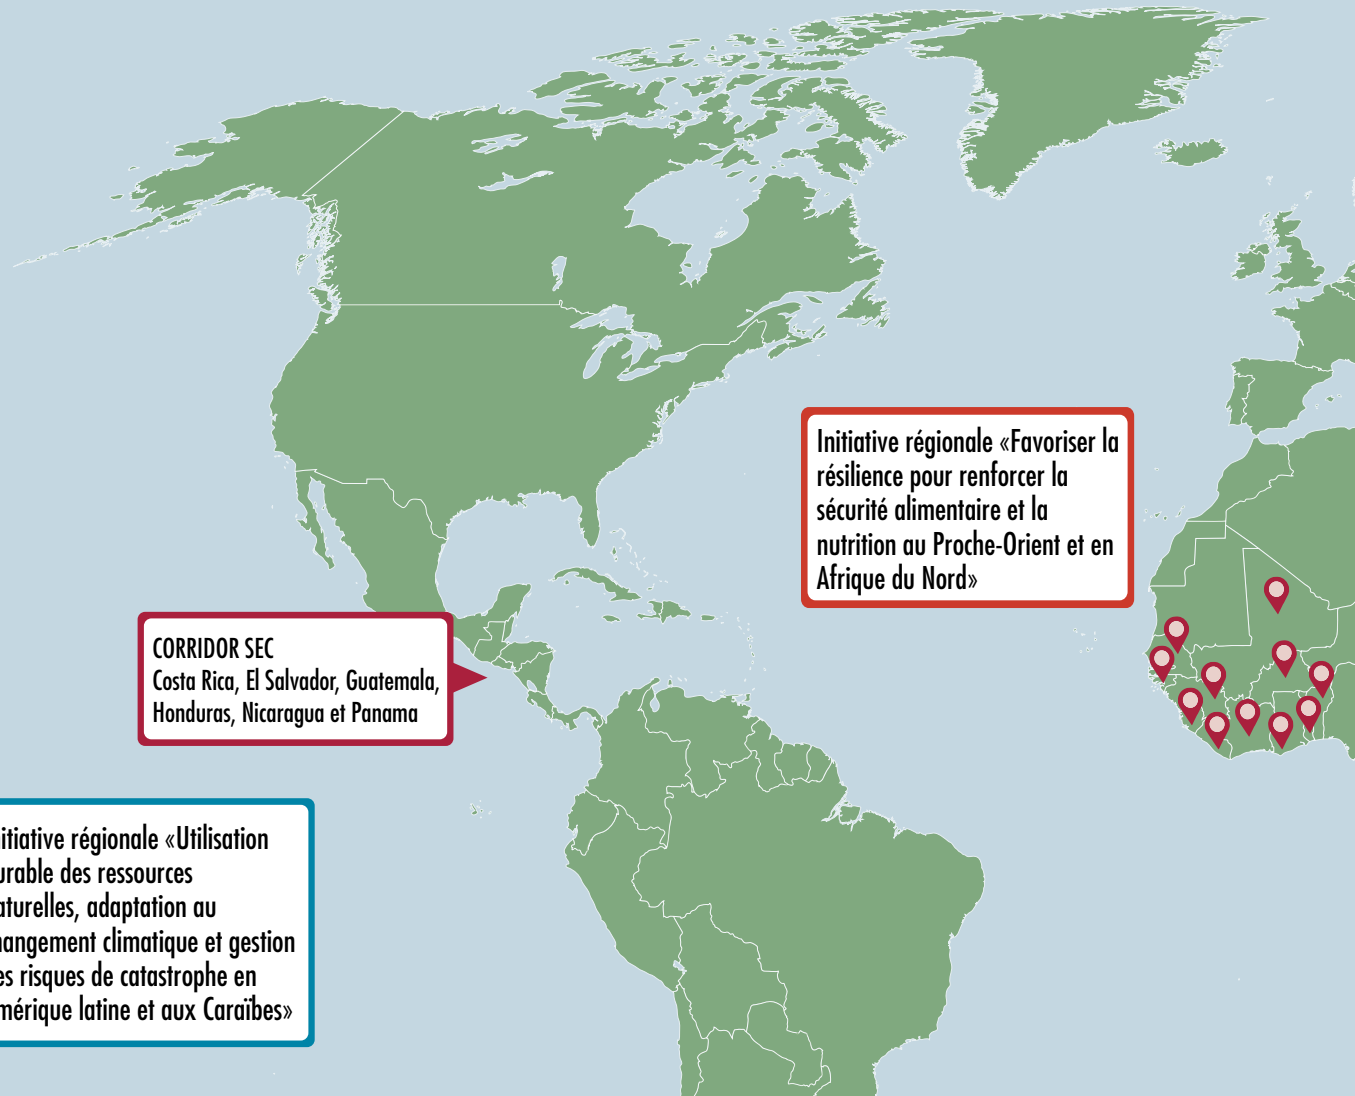 Initiative régionale «Favoriser la
résilience pour renforcer la
sécurité alimentaire et la
nutrition au Proche-Orient et en
Afrique du Nord»
CORRIDOR SEC
Costa Rica, El Salvador, Guatemala,
Honduras, Nicaragua et Panama
itiative régionale «Utilisation
urable des ressources
aturelles, adaptation au
hangement climatique et gestion
es risques de catastrophe en
mérique latine et aux Caraïbes»